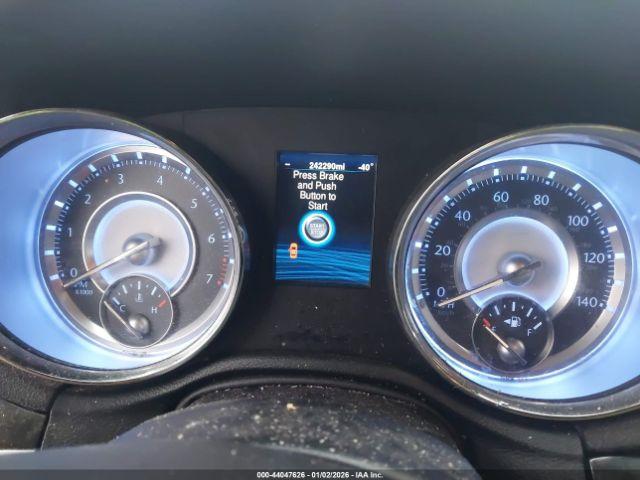 242290mi -40°
Press Brake
and Push
Button to
Start
START
STOP
0 1 2 3 4 5 6 7
X1000
C H
0 20 40 60 80 100 120 140
E F
000-44047626 | 01/02/2026 | © IAA Inc.